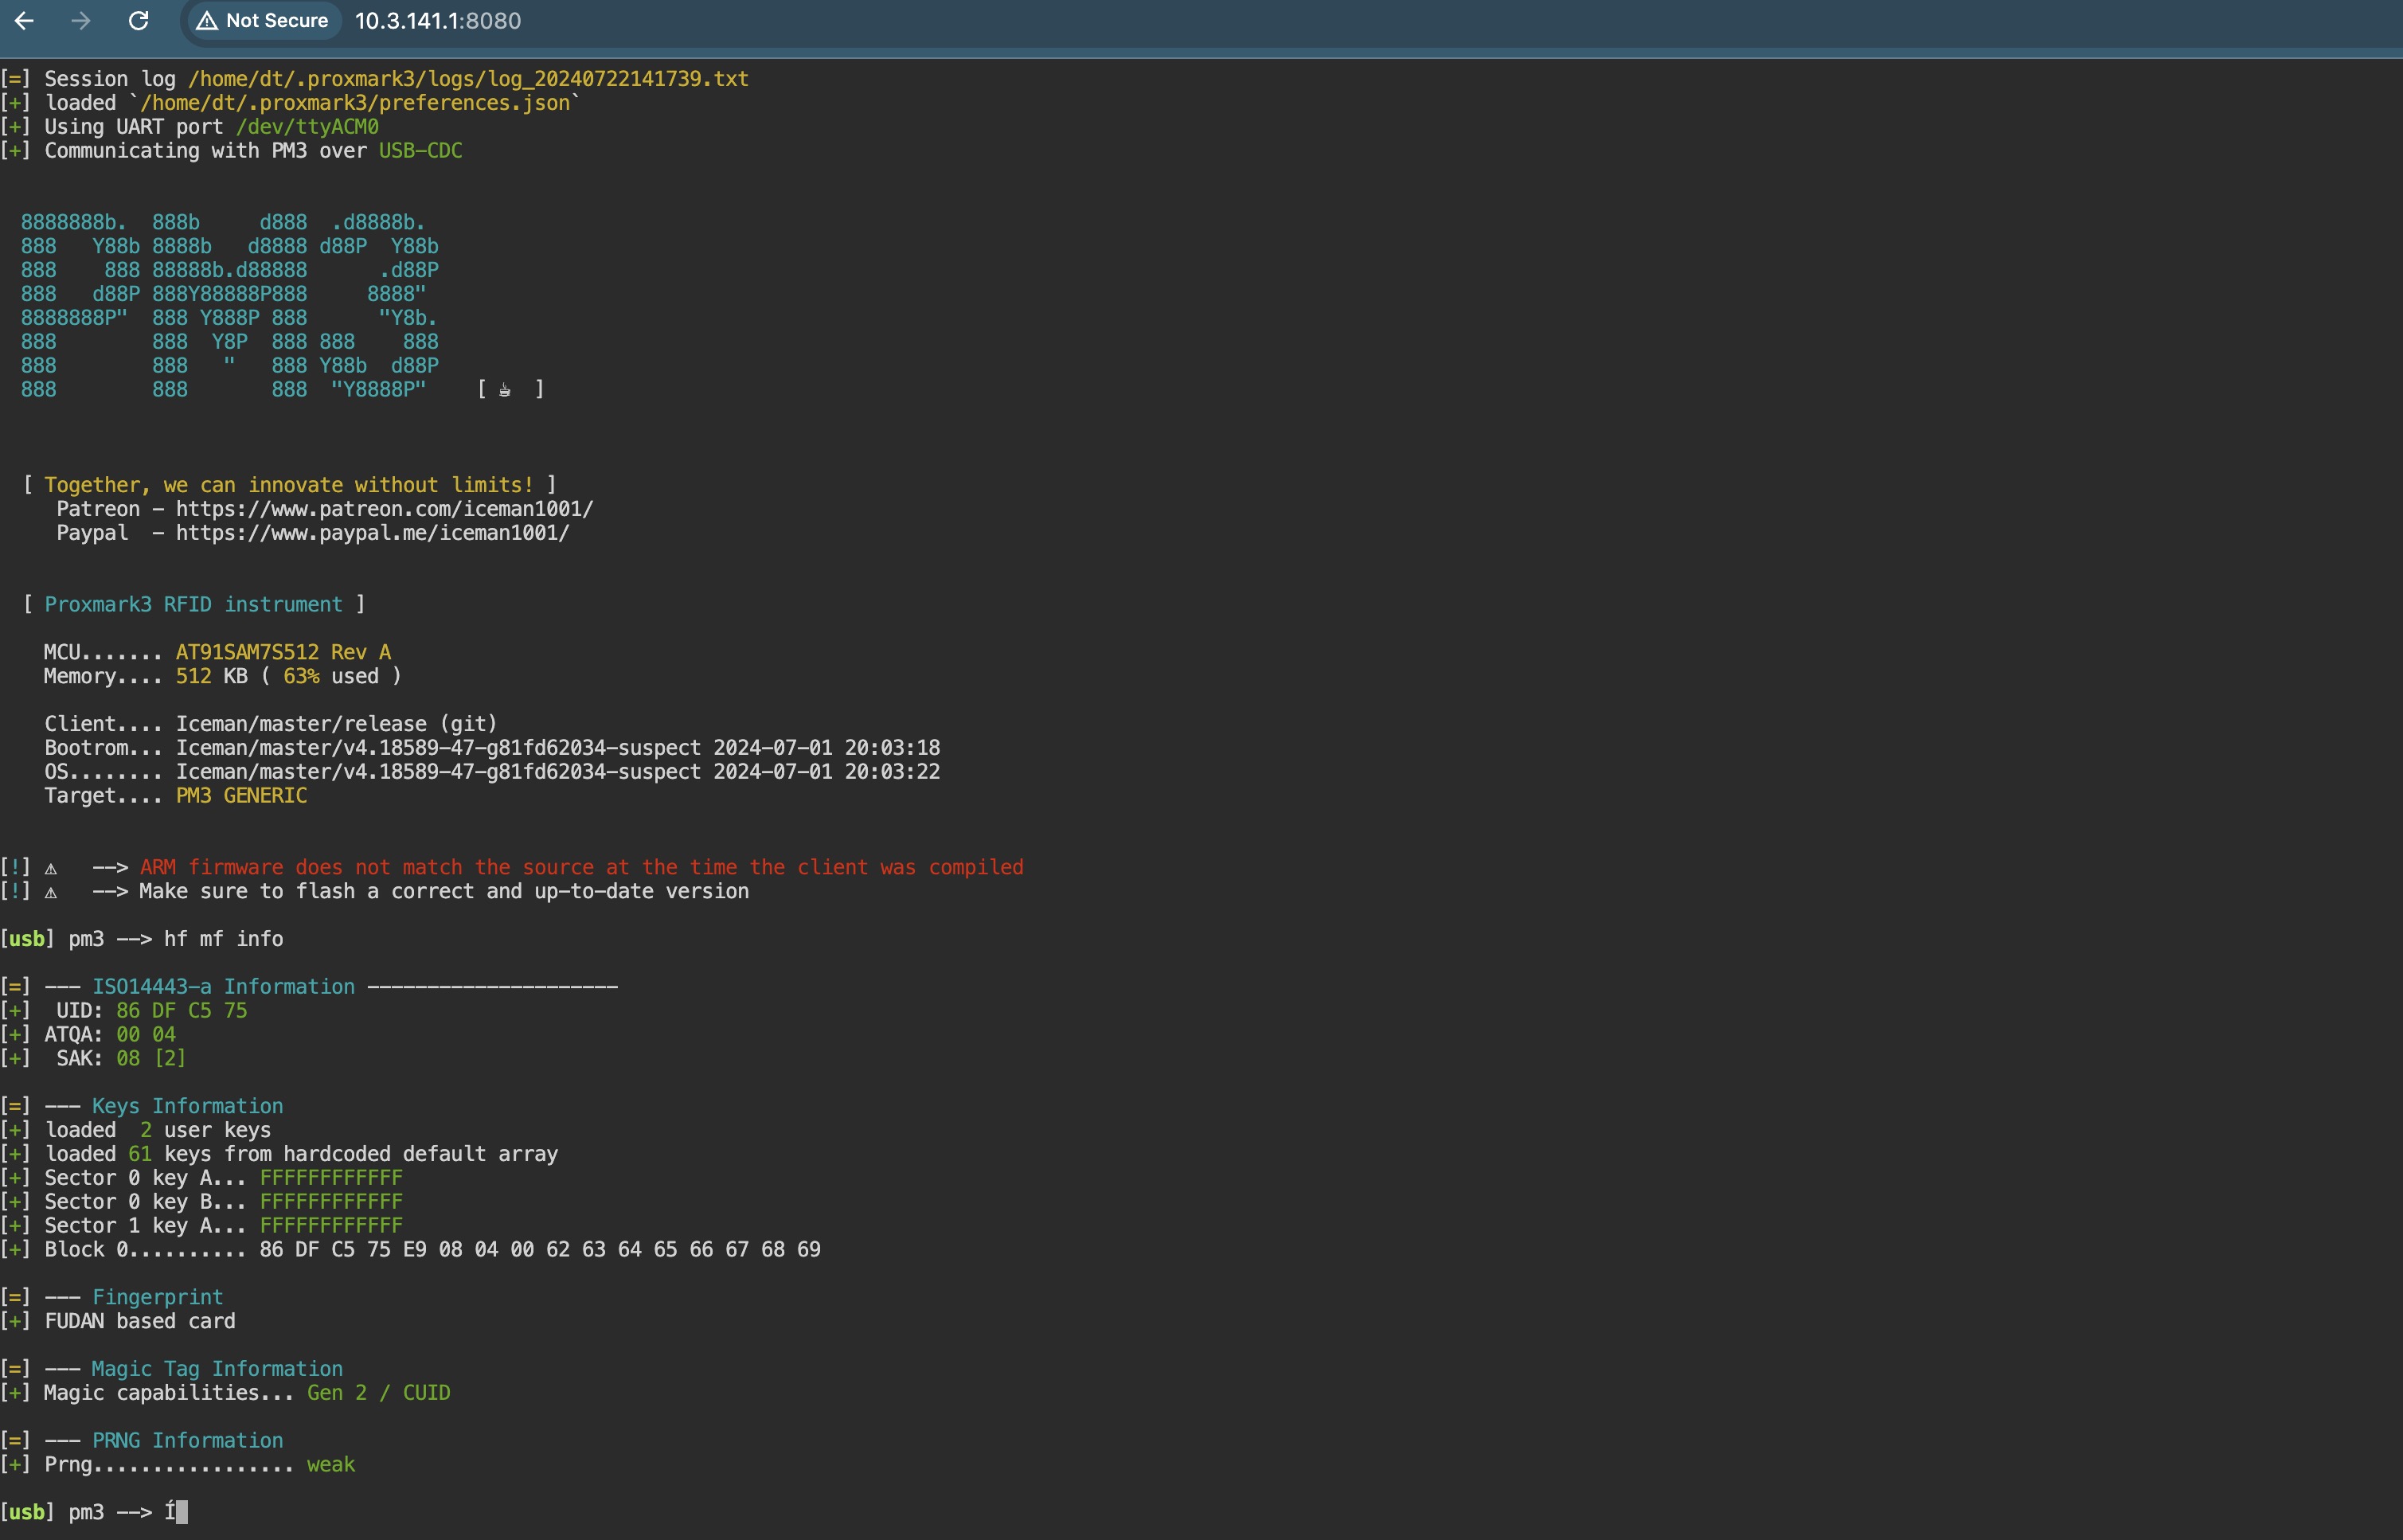 Not Secure 10.3.141.1:8080
[=] Session log /home/dt/.proxmark3/logs/log_20240722141739.txt
[+] loaded `/home/dt/.proxmark3/preferences.json`
[+] Using UART port /dev/ttyACM0
[+] Communicating with PM3 over USB-CDC
8888888b.  888b     d888  .d8888b.
888   Y88b 8888b   d8888 d88P  Y88b
888    888 88888b.d88888      .d88P
888   d88P 888Y88888P888     8888"
8888888P"  888 Y888P 888      "Y8b.
888        888  Y8P  888 888    888
888        888   "   888 Y88b  d88P
888        888       888  "Y8888P"    [ ☕ ]
[ Together, we can innovate without limits! ]
Patreon - https://www.patreon.com/iceman1001/
Paypal  - https://www.paypal.me/iceman1001/
[ Proxmark3 RFID instrument ]
MCU....... AT91SAM7S512 Rev A
Memory.... 512 KB ( 63% used )
Client.... Iceman/master/release (git)
Bootrom... Iceman/master/v4.18589-47-g81fd62034-suspect 2024-07-01 20:03:18
OS........ Iceman/master/v4.18589-47-g81fd62034-suspect 2024-07-01 20:03:22
Target.... PM3 GENERIC
[!] ⚠   --> ARM firmware does not match the source at the time the client was compiled
[!] ⚠   --> Make sure to flash a correct and up-to-date version
[usb] pm3 --> hf mf info
[=] --- ISO14443-a Information ---------------------
[+]  UID: 86 DF C5 75
[+] ATQA: 00 04
[+]  SAK: 08 [2]
[=] --- Keys Information
[+] loaded  2 user keys
[+] loaded 61 keys from hardcoded default array
[+] Sector 0 key A... FFFFFFFFFFFF
[+] Sector 0 key B... FFFFFFFFFFFF
[+] Sector 1 key A... FFFFFFFFFFFF
[+] Block 0.......... 86 DF C5 75 E9 08 04 00 62 63 64 65 66 67 68 69
[=] --- Fingerprint
[+] FUDAN based card
[=] --- Magic Tag Information
[+] Magic capabilities... Gen 2 / CUID
[=] --- PRNG Information
[+] Prng................. weak
[usb] pm3 --> Í